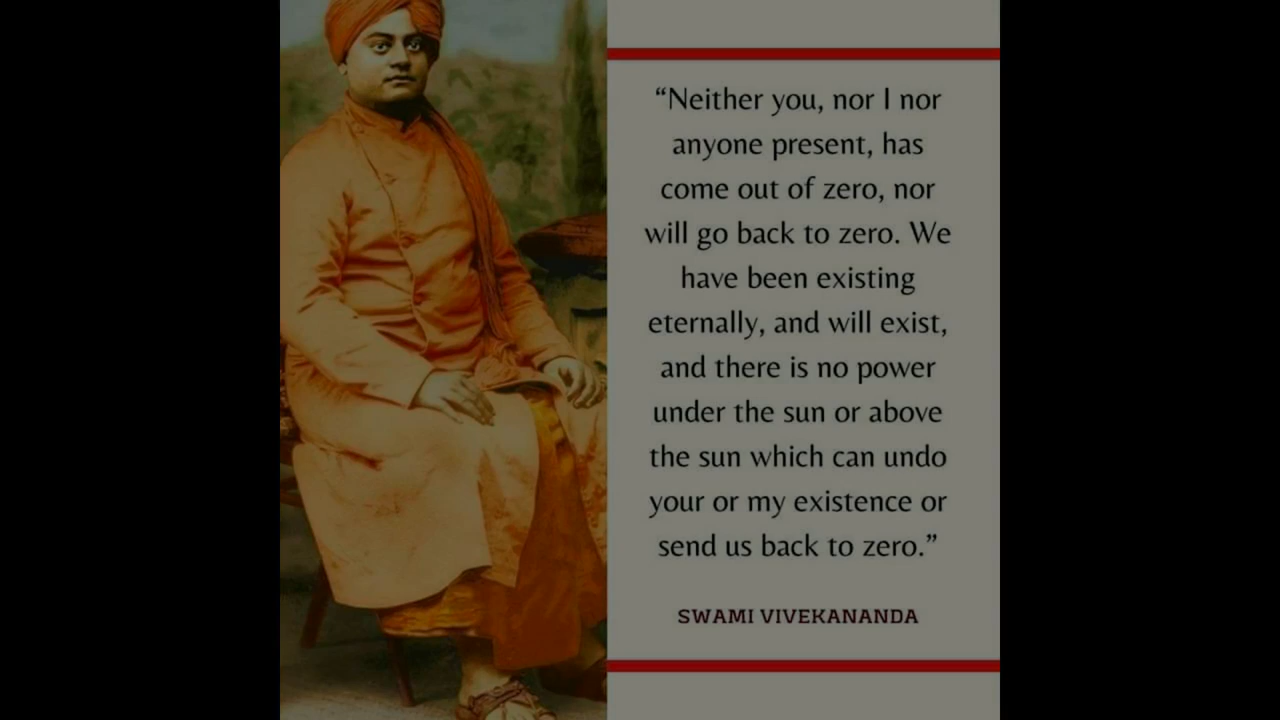 “Neither you, nor I nor
anyone present, has
come out of zero, nor
will go back to zero. We
have been existing
eternally, and will exist,
and there is no power
under the sun or above
the sun which can undo
your or my existence or
send us back to zero.”
SWAMI VIVEKANANDA